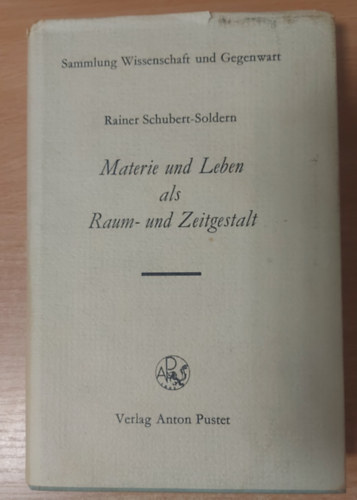 Sammlung Wissenschaft und Gegenwart
Rainer Schubert-Soldern
Materie und Leben
als
Raum- und Zeitgestalt
Verlag Anton Pustet